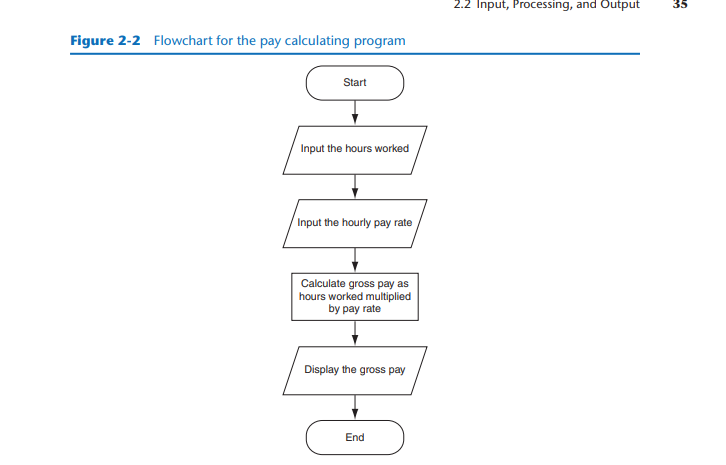 2.2 Input, Processing, and Output 35
Figure 2-2 Flowchart for the pay calculating program
Start
Input the hours worked
Input the hourly pay rate
Calculate gross pay as
hours worked multiplied
by pay rate
Display the gross pay
End